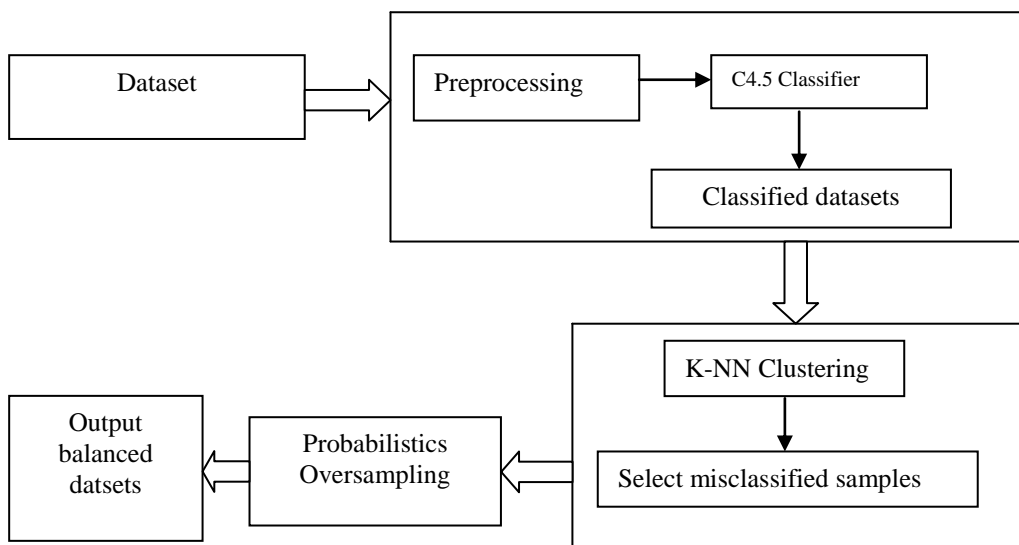 Dataset
Preprocessing
C4.5 Classifier
Classified datasets
K-NN Clustering
Select misclassified samples
Probabilistics
Oversampling
Output
balanced
datsets